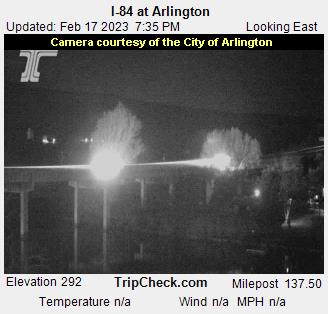 I-84 at Arlington
Updated: Feb 17 2023 7:35 PM Looking East
Camera courtesy of the City of Arlington
Elevation 292 TripCheck.com Milepost 137.50
Temperature n/a Wind n/a MPH n/a